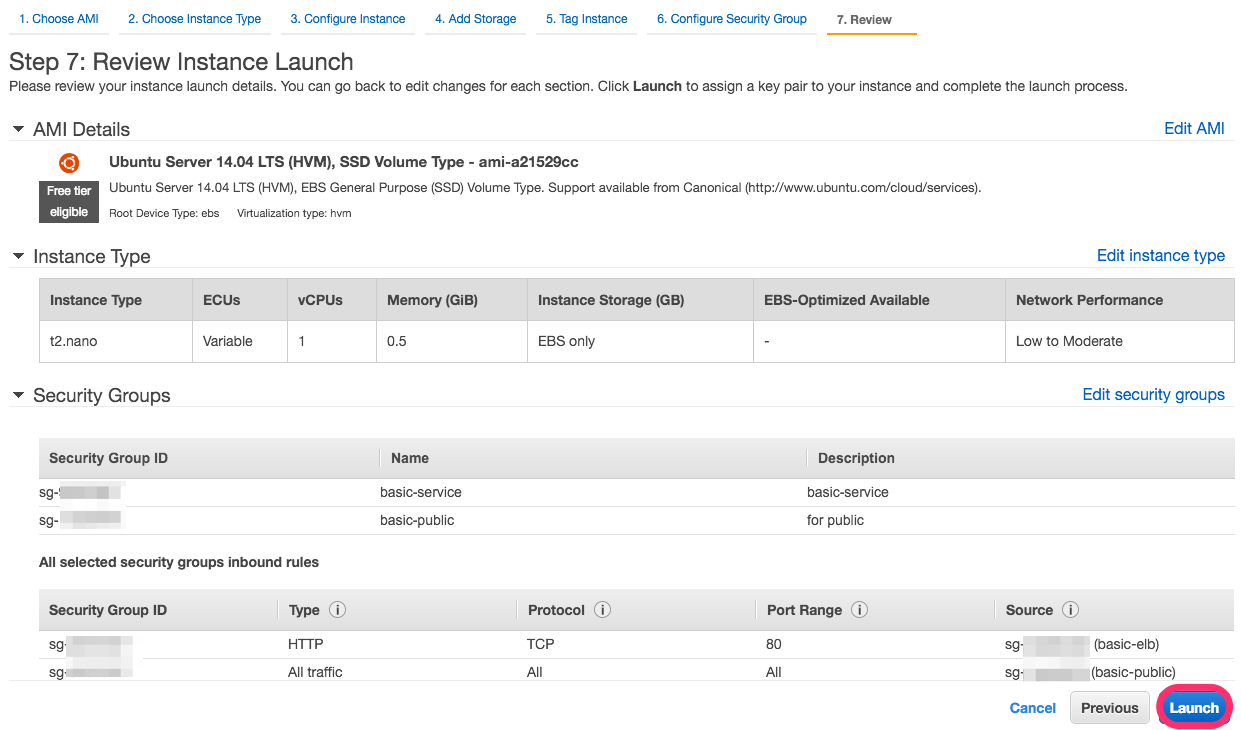 1. Choose AMI 2. Choose Instance Type 3. Configure Instance 4. Add Storage 5. Tag Instance 6. Configure Security Group 7. Review
Step 7: Review Instance Launch
Please review your instance launch details. You can go back to edit changes for each section. Click Launch to assign a key pair to your instance and complete the launch process.
AMI Details Edit AMI
Ubuntu Server 14.04 LTS (HVM), SSD Volume Type - ami-a21529cc
Free tier eligible
Ubuntu Server 14.04 LTS (HVM), EBS General Purpose (SSD) Volume Type. Support available from Canonical (http://www.ubuntu.com/cloud/services).
Root Device Type: ebs Virtualization type: hvm
Instance Type Edit instance type
Instance Type ECUs vCPUs Memory (GiB) Instance Storage (GB) EBS-Optimized Available Network Performance
t2.nano Variable 1 0.5 EBS only - Low to Moderate
Security Groups Edit security groups
Security Group ID Name Description
sg- basic-service basic-service
sg- basic-public for public
All selected security groups inbound rules
Security Group ID Type Protocol Port Range Source
sg- HTTP TCP 80 sg- (basic-elb)
sg- All traffic All All sg- (basic-public)
Cancel Previous Launch